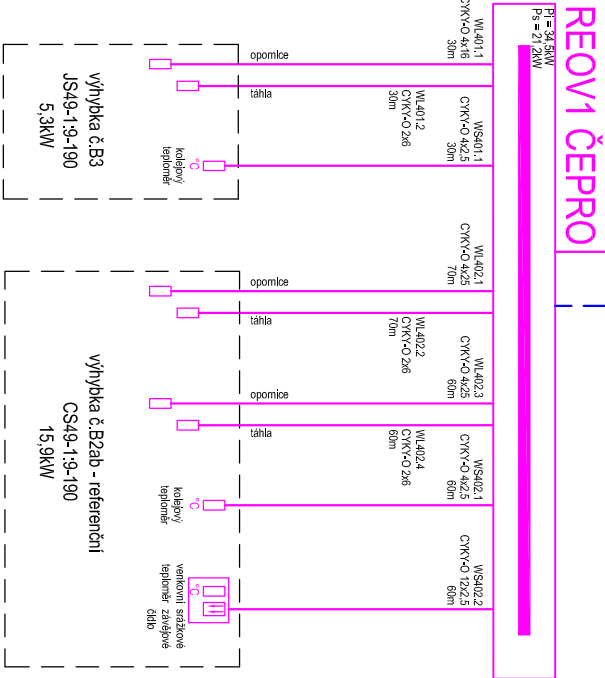 REOV1 ČEPRO
Pi = 34,5kW
Ps = 21,2kW
WL401.1
CYKY-O 4x16
30m
WL401.2
CYKY-O 2x6
30m
WS401.1
CYKY-O 4x2,5
30m
WL402.1
CYKY-O 4x25
70m
WL402.2
CYKY-O 2x6
70m
WL402.3
CYKY-O 4x25
60m
WL402.4
CYKY-O 2x6
60m
WS402.1
CYKY-O 4x2,5
60m
WS402.2
CYKY-O 12x2,5
60m
opornice
táhla
opornice
táhla
opornice
táhla
kolejový
teploměr
°C
výhybka č.B3
JS49-1:9-190
5,3kW
kolejový
teploměr
°C
venkovní srážkové
teploměr závějové
čidlo
°C
výhybka č.B2ab - referenční
CS49-1:9-190
15,9kW